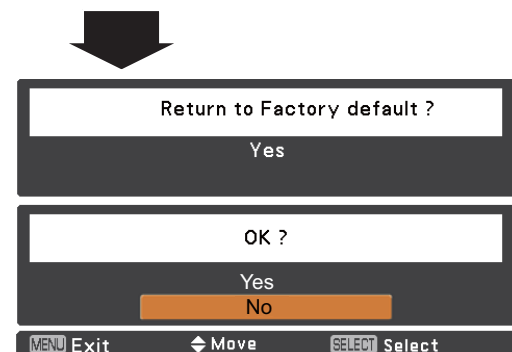 Return to Factory default ?
Yes
OK ?
Yes
No
MENU Exit Move SELECT Select